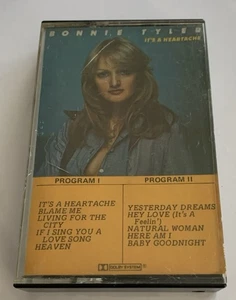 BONNIE TYLER
IT'S A HEARTACHE
PROGRAM I
IT'S A HEARTACHE
BLAME ME
LIVING FOR THE
CITY
IF I SING YOU A
LOVE SONG
HEAVEN
PROGRAM II
YESTERDAY DREAMS
HEY LOVE (It's A
Feelin')
NATURAL WOMAN
HERE AM I
BABY GOODNIGHT
DOLBY SYSTEM